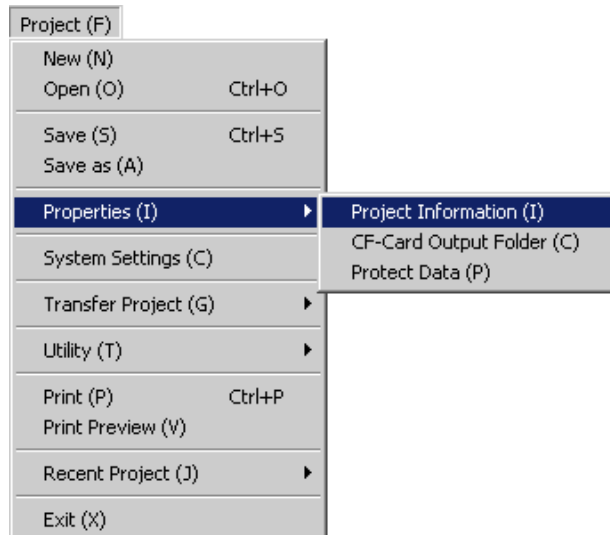 Project (F)
New (N)
Open (O) Ctrl+O
Save (S) Ctrl+S
Save as (A)
Properties (I)
Project Information (I)
CF-Card Output Folder (C)
Protect Data (P)
System Settings (C)
Transfer Project (G)
Utility (T)
Print (P) Ctrl+P
Print Preview (V)
Recent Project (J)
Exit (X)